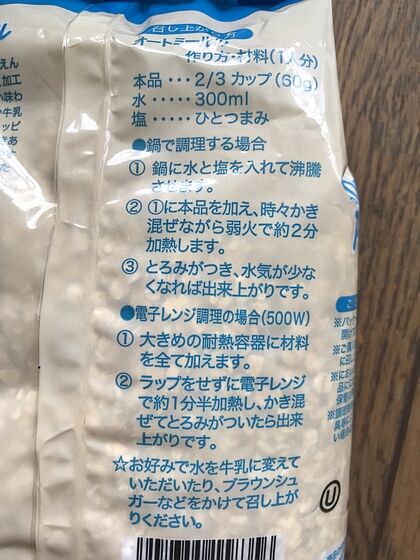 召し上がり方
オートミールの
作り方・材料(1人分)
本品・・・2/3カップ(60g)
水・・・・300ml
塩・・・・ひとつまみ
●鍋で調理する場合
① 鍋に水と塩を入れて沸騰
させます。
② ①に本品を加え、時々かき
混ぜながら弱火で約2分
加熱します。
③ とろみがつき、水気が少な
くなれば出来上がりです。
●電子レンジ調理の場合(500W)
① 大きめの耐熱容器に材料
を全て加えます。
② ラップをせずに電子レンジ
で約1分半加熱し、かき混
ぜてとろみがついたら出来
上がりです。
☆お好みで水を牛乳に変えて
いただいたり、ブラウンシュ
ガーなどをかけて召し上が
りください。
U